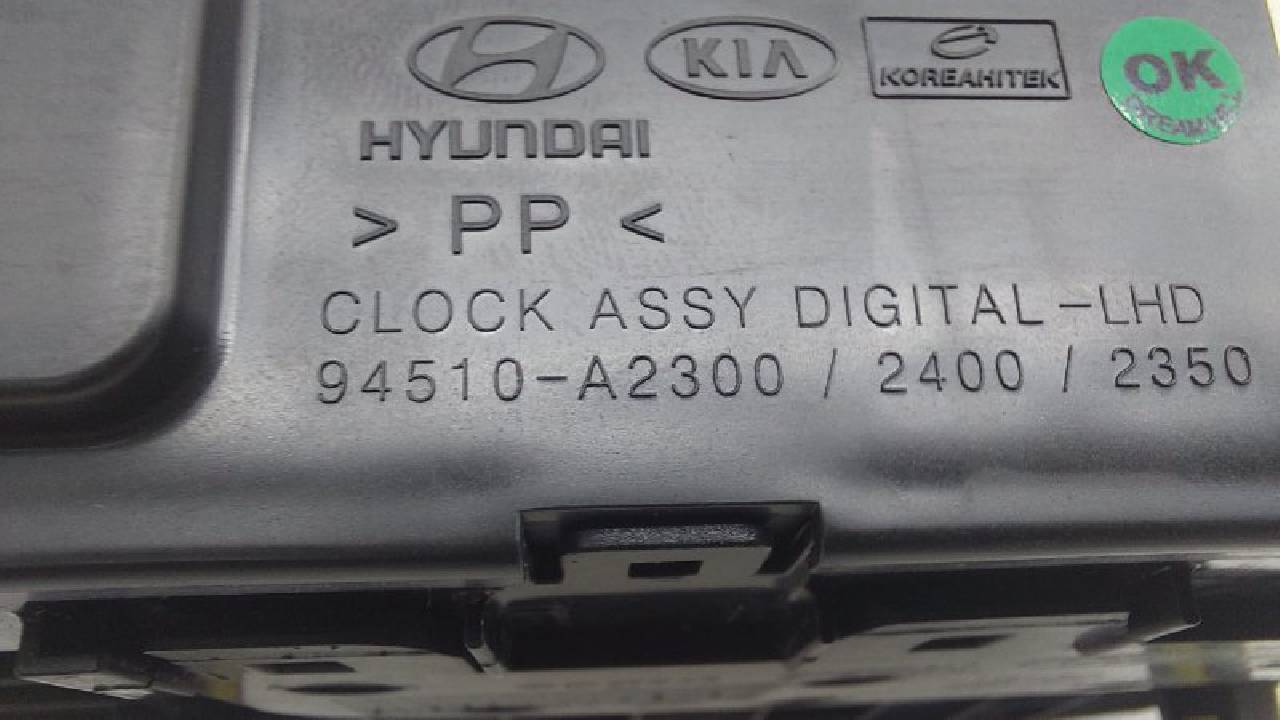 KIA
KOREAHITEK
OK
HYUNDAI
> PP <
CLOCK ASSY DIGITAL-LHD
94510-A2300 / 2400 / 2350